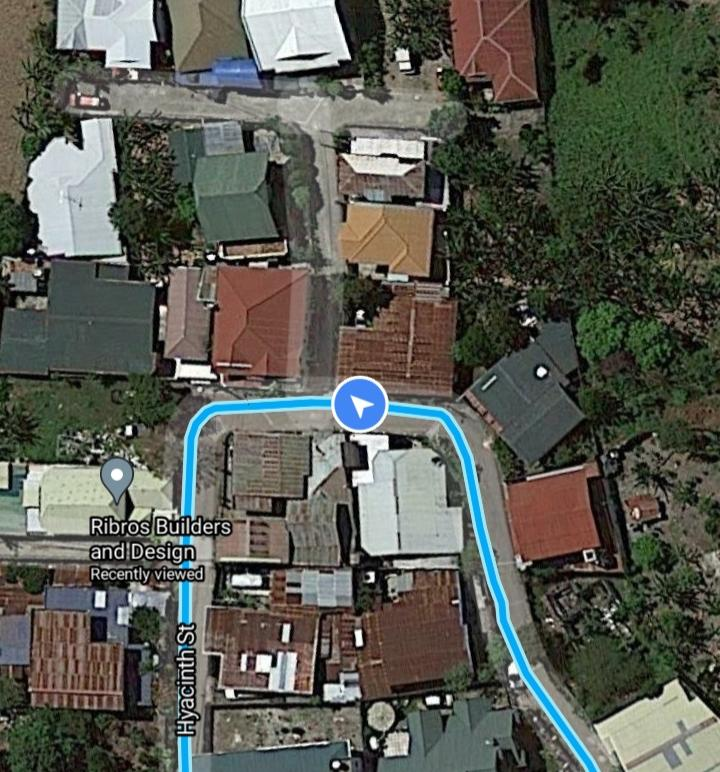 Ribros Builders
and Design
Recently viewed
Hyacinth St